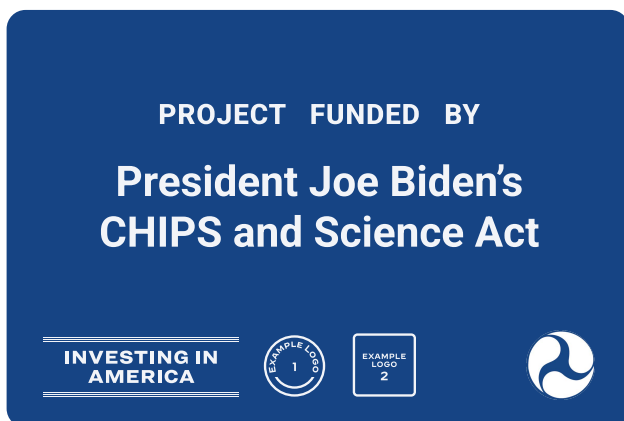 PROJECT FUNDED BY
President Joe Biden’s
CHIPS and Science Act
INVESTING IN
AMERICA
EXAMPLE LOGO
1
EXAMPLE
LOGO
2